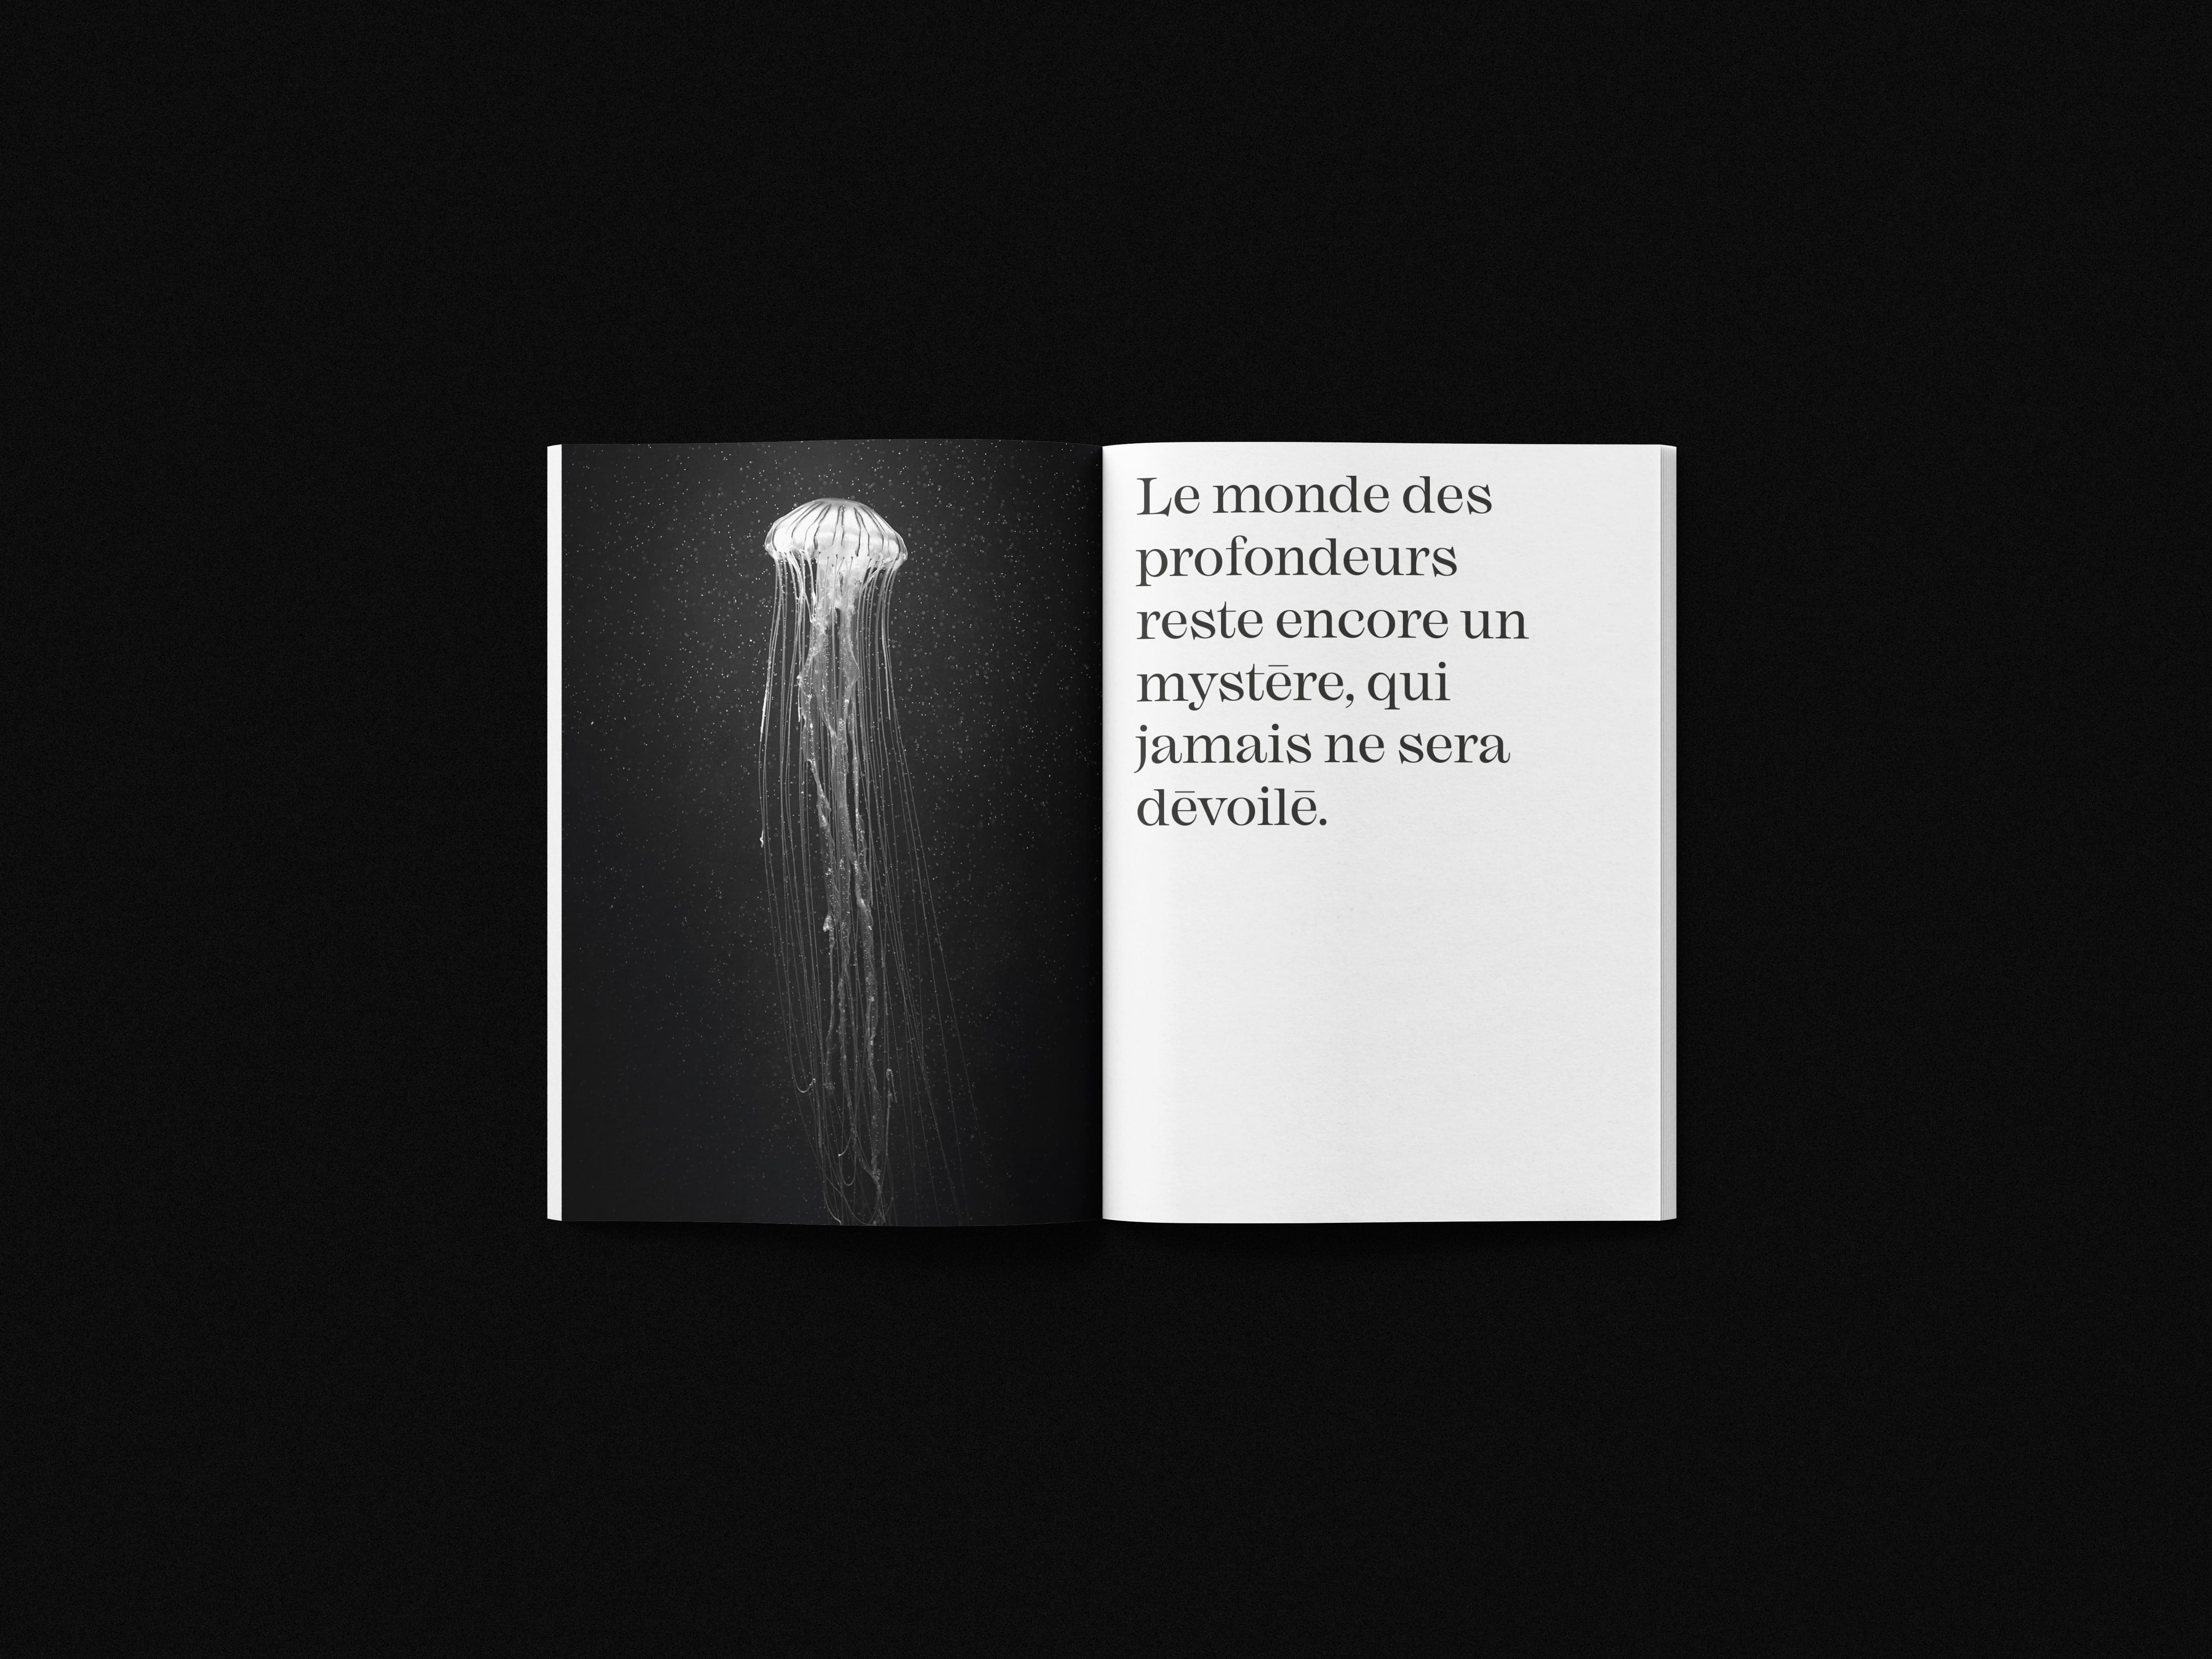 Le monde des
profondeurs
reste encore un
mystēre, qui
jamais ne sera
dēvoilē.